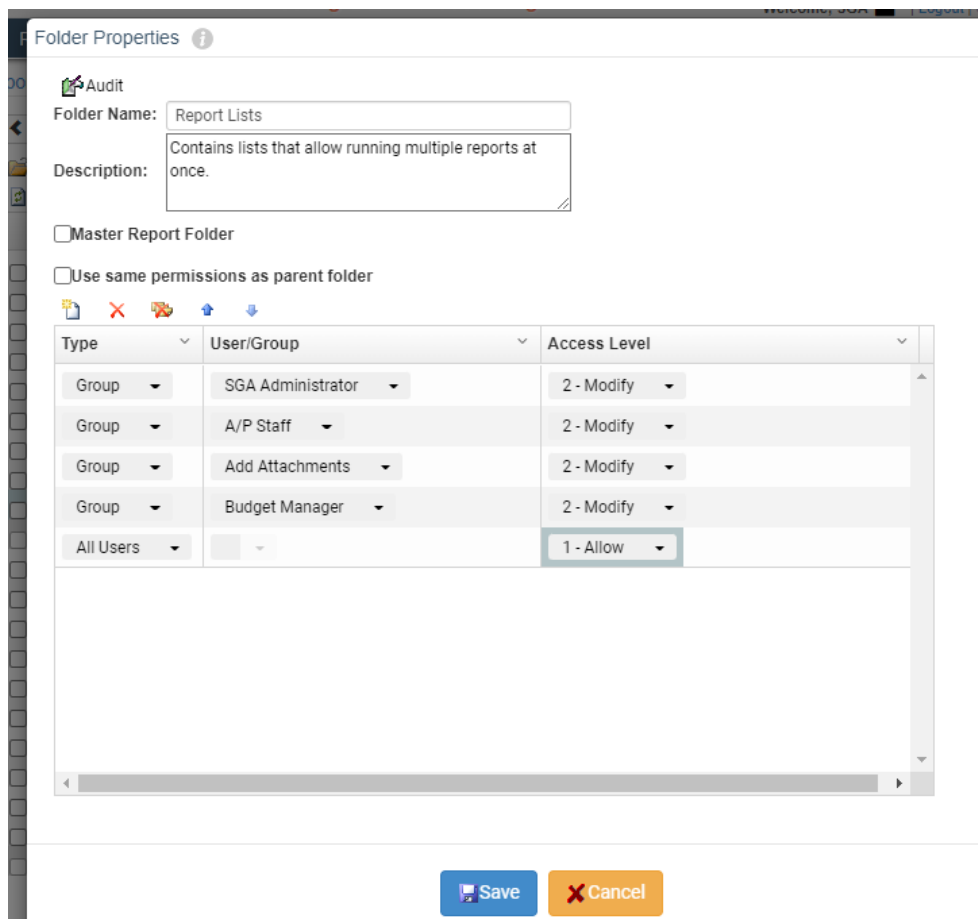 Welcome, SGA | Logout |
Folder Properties
Audit
Folder Name: Report Lists
Description: Contains lists that allow running multiple reports at
once.
Master Report Folder
Use same permissions as parent folder
Type User/Group Access Level
Group SGA Administrator 2 - Modify
Group A/P Staff 2 - Modify
Group Add Attachments 2 - Modify
Group Budget Manager 2 - Modify
All Users 1 - Allow
Save Cancel